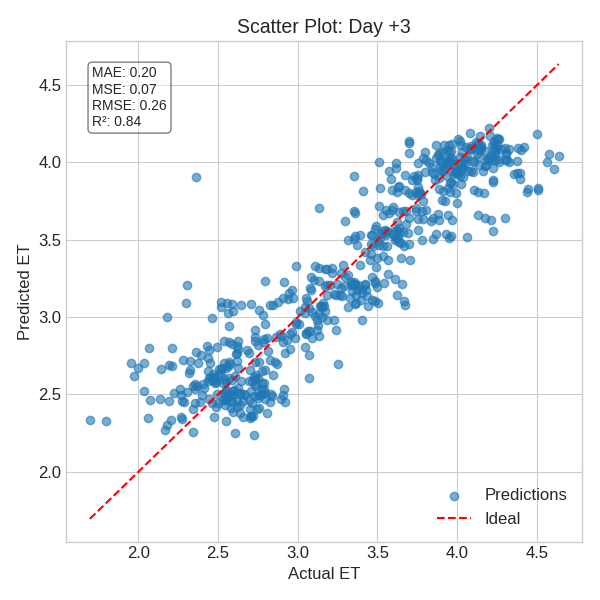 Scatter Plot: Day +3
MAE: 0.20
MSE: 0.07
RMSE: 0.26
R²: 0.84
4.5
4.0
3.5
3.0
2.5
2.0
Predicted ET
Predictions
Ideal
2.0 2.5 3.0 3.5 4.0 4.5
Actual ET